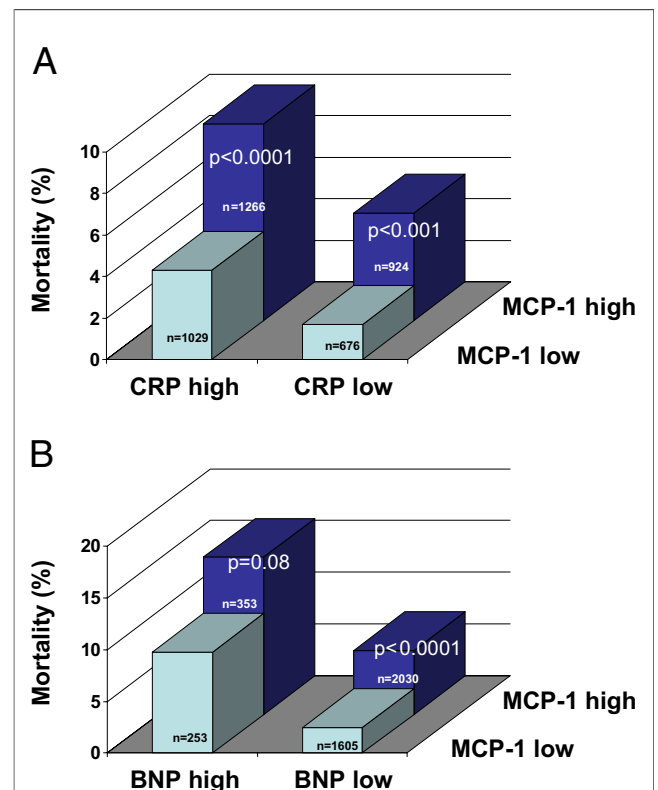 A
Mortality (%)
10
8
6
4
2
0
p<0.0001
n=1266
p<0.001
n=924
n=1029
n=676
MCP-1 high
MCP-1 low
CRP high
CRP low
B
Mortality (%)
20
15
10
5
0
p=0.08
n=353
p<0.0001
n=2030
n=253
n=1605
MCP-1 high
MCP-1 low
BNP high
BNP low